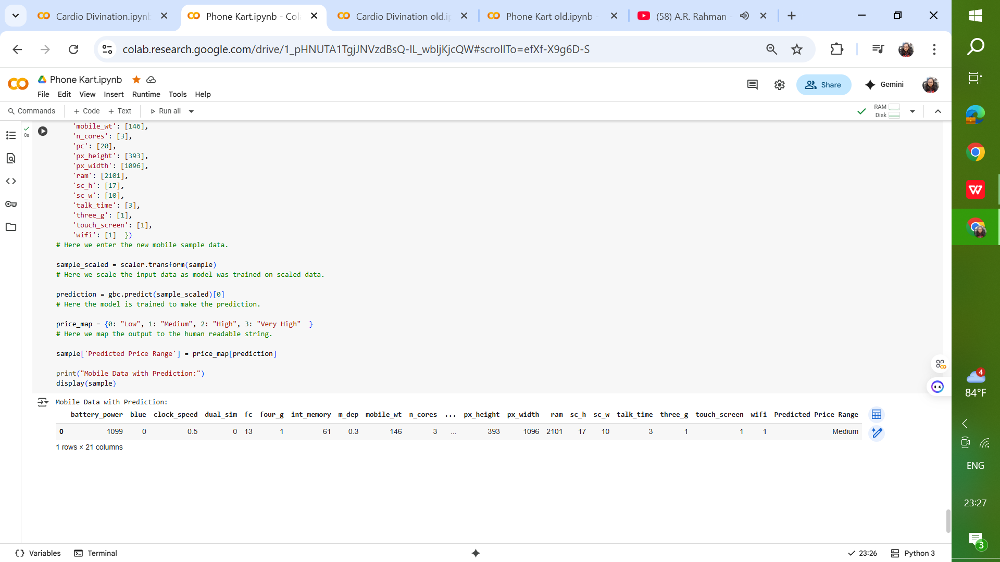 Cardio Divination.ipynb
Phone Kart.ipynb - Col
Cardio Divination old.ip
Phone Kart old.ipynb -
(58) A.R. Rahman -
colab.research.google.com/drive/1_pHNUTA1TgjJNVzdBsQ-lL_wbljKjcQW#scrollTo=efXf-X9g6D-S
Phone Kart.ipynb
File Edit View Insert Runtime Tools Help
Share
Gemini
Commands + Code + Text Run all
RAM
Disk
0s
'mobile_wt': [146],
'n_cores': [3],
'pc': [20],
'px_height': [393],
'px_width': [1096],
'ram': [2101],
'sc_h': [17],
'sc_w': [10],
'talk_time': [3],
'three_g': [1],
'touch_screen': [1],
'wifi': [1]  })
# Here we enter the new mobile sample data.
sample_scaled = scaler.transform(sample)
# Here we scale the input data as model was trained on scaled data.
prediction = gbc.predict(sample_scaled)[0]
# Here the model is trained to make the prediction.
price_map = {0: "Low", 1: "Medium", 2: "High", 3: "Very High"  }
# Here we map the output to the human readable string.
sample['Predicted Price Range'] = price_map[prediction]
print("Mobile Data with Prediction:")
display(sample)
Mobile Data with Prediction:
battery_power blue clock_speed dual_sim fc four_g int_memory m_dep mobile_wt n_cores ... px_height px_width ram sc_h sc_w talk_time three_g touch_screen wifi Predicted Price Range
0 1099 0 0.5 0 13 1 61 0.3 146 3 ... 393 1096 2101 17 10 3 1 1 1 Medium
1 rows × 21 columns
Variables
Terminal
23:26
Python 3
4
84°F
ENG
23:27
3